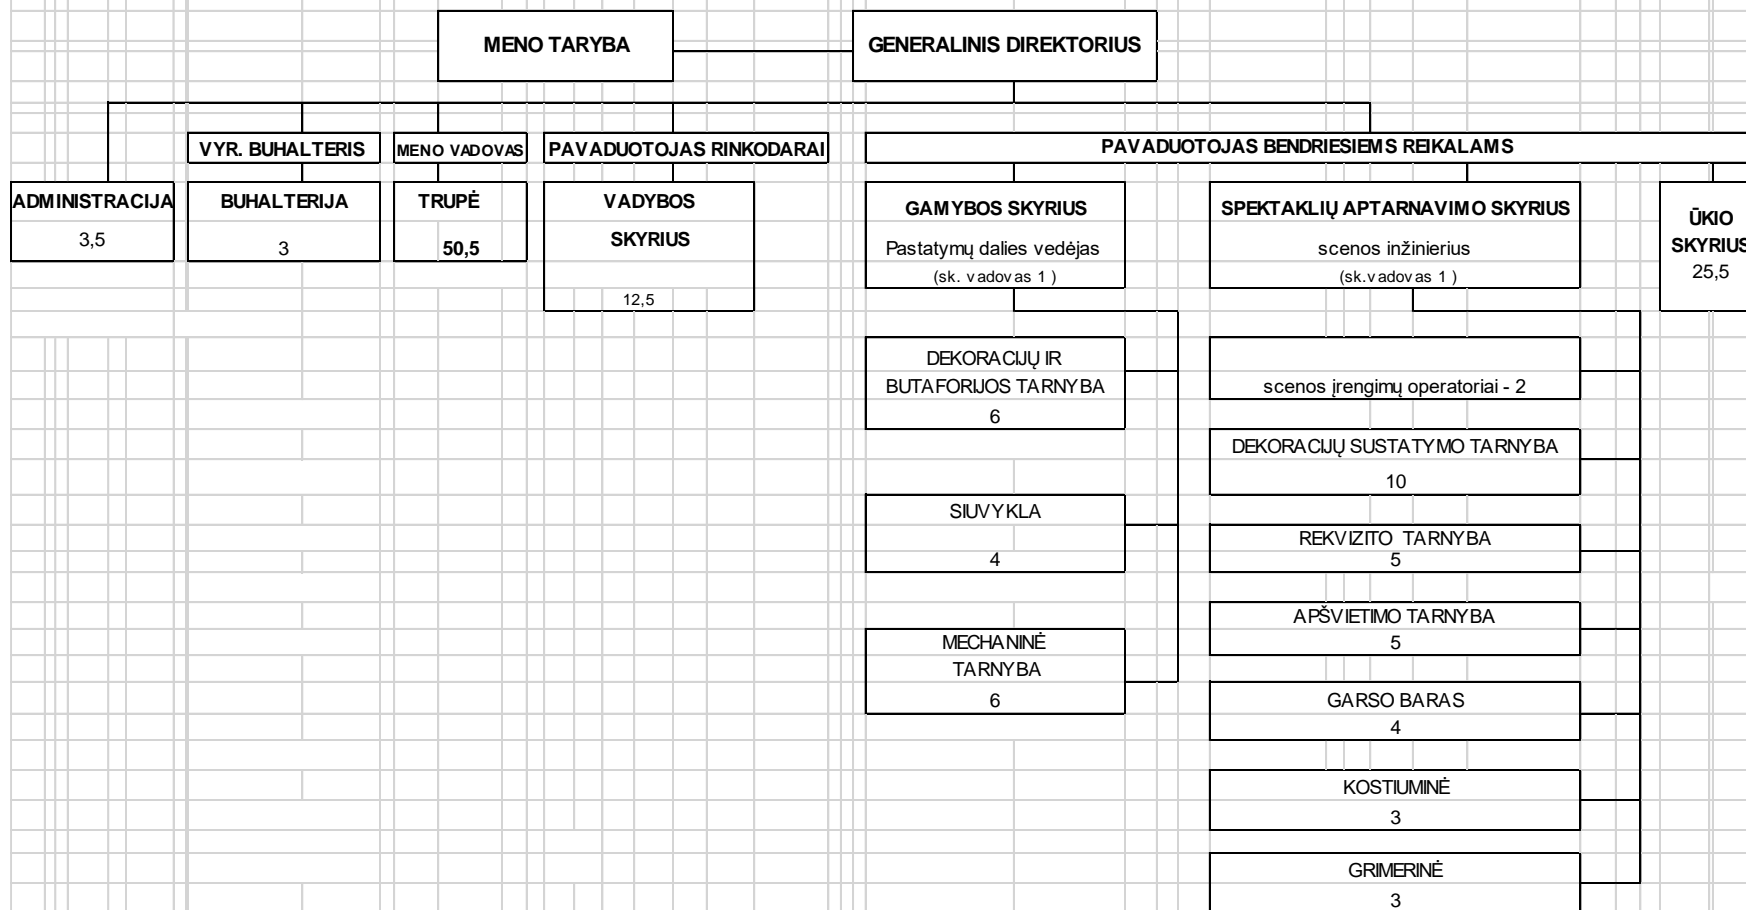 MENO TARYBA
GENERALINIS DIREKTORIUS
VYR. BUHALTERIS
MENO VADOVAS
PAVADUOTOJAS RINKODARAI
PAVADUOTOJAS BENDRIESIEMS REIKALAMS
ADMINISTRACIJA
3,5
BUHALTERIJA
3
TRUPĖ
50,5
VADYBOS
SKYRIUS
12,5
GAMYBOS SKYRIUS
Pastatymų dalies vedėjas
(sk. vadovas 1 )
SPEKTAKLIŲ APTARNAVIMO SKYRIUS
scenos inžinierius
(sk.vadovas 1 )
ŪKIO
SKYRIUS
25,5
DEKORACIJŲ IR
BUTAFORIJOS TARNYBA
6
SIUVYKLA
4
MECHANINĖ
TARNYBA
6
scenos įrengimų operatoriai - 2
DEKORACIJŲ SUSTATYMO TARNYBA
10
REKVIZITO TARNYBA
5
APŠVIETIMO TARNYBA
5
GARSO BARAS
4
KOSTIUMINĖ
3
GRIMERINĖ
3